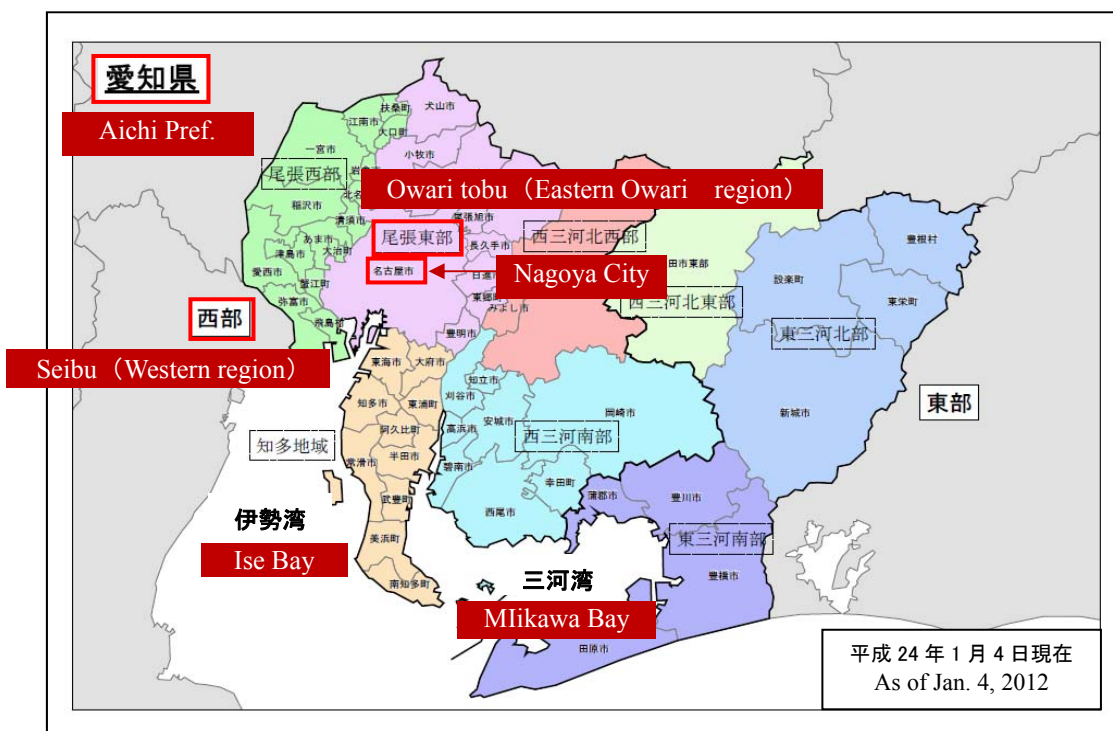 愛知県
Aichi Pref.
扶桑町
犬山市
江南市
大口町
一宮市
小牧市
尾張西部
Owari tobu（Eastern Owari　region）
稲沢市
清須市
尾張旭市
あま市
大治町
津島市
尾張東部
長久手市
西三河北西部
豊根村
愛西市
名古屋市
Nagoya City
日進市
田市東部
設楽町
蟹江町
東郷町
みよし市
西三河北東部
東栄町
弥富市
西部
飛島村
豊明市
東三河北部
Seibu（Western region）
東海市
大府市
知立市
東部
知多市
東浦町
刈谷市
岡崎市
新城市
阿久比町
高浜市
安城市
西三河南部
知多地域
常滑市
半田市
碧南市
幸田町
武豊町
蒲郡市
豊川市
伊勢湾
西尾市
美浜町
東三河南部
Ise Bay
豊橋市
南知多町
三河湾
MIikawa Bay
田原市
平成 24 年 1 月 4 日現在
As of Jan. 4, 2012